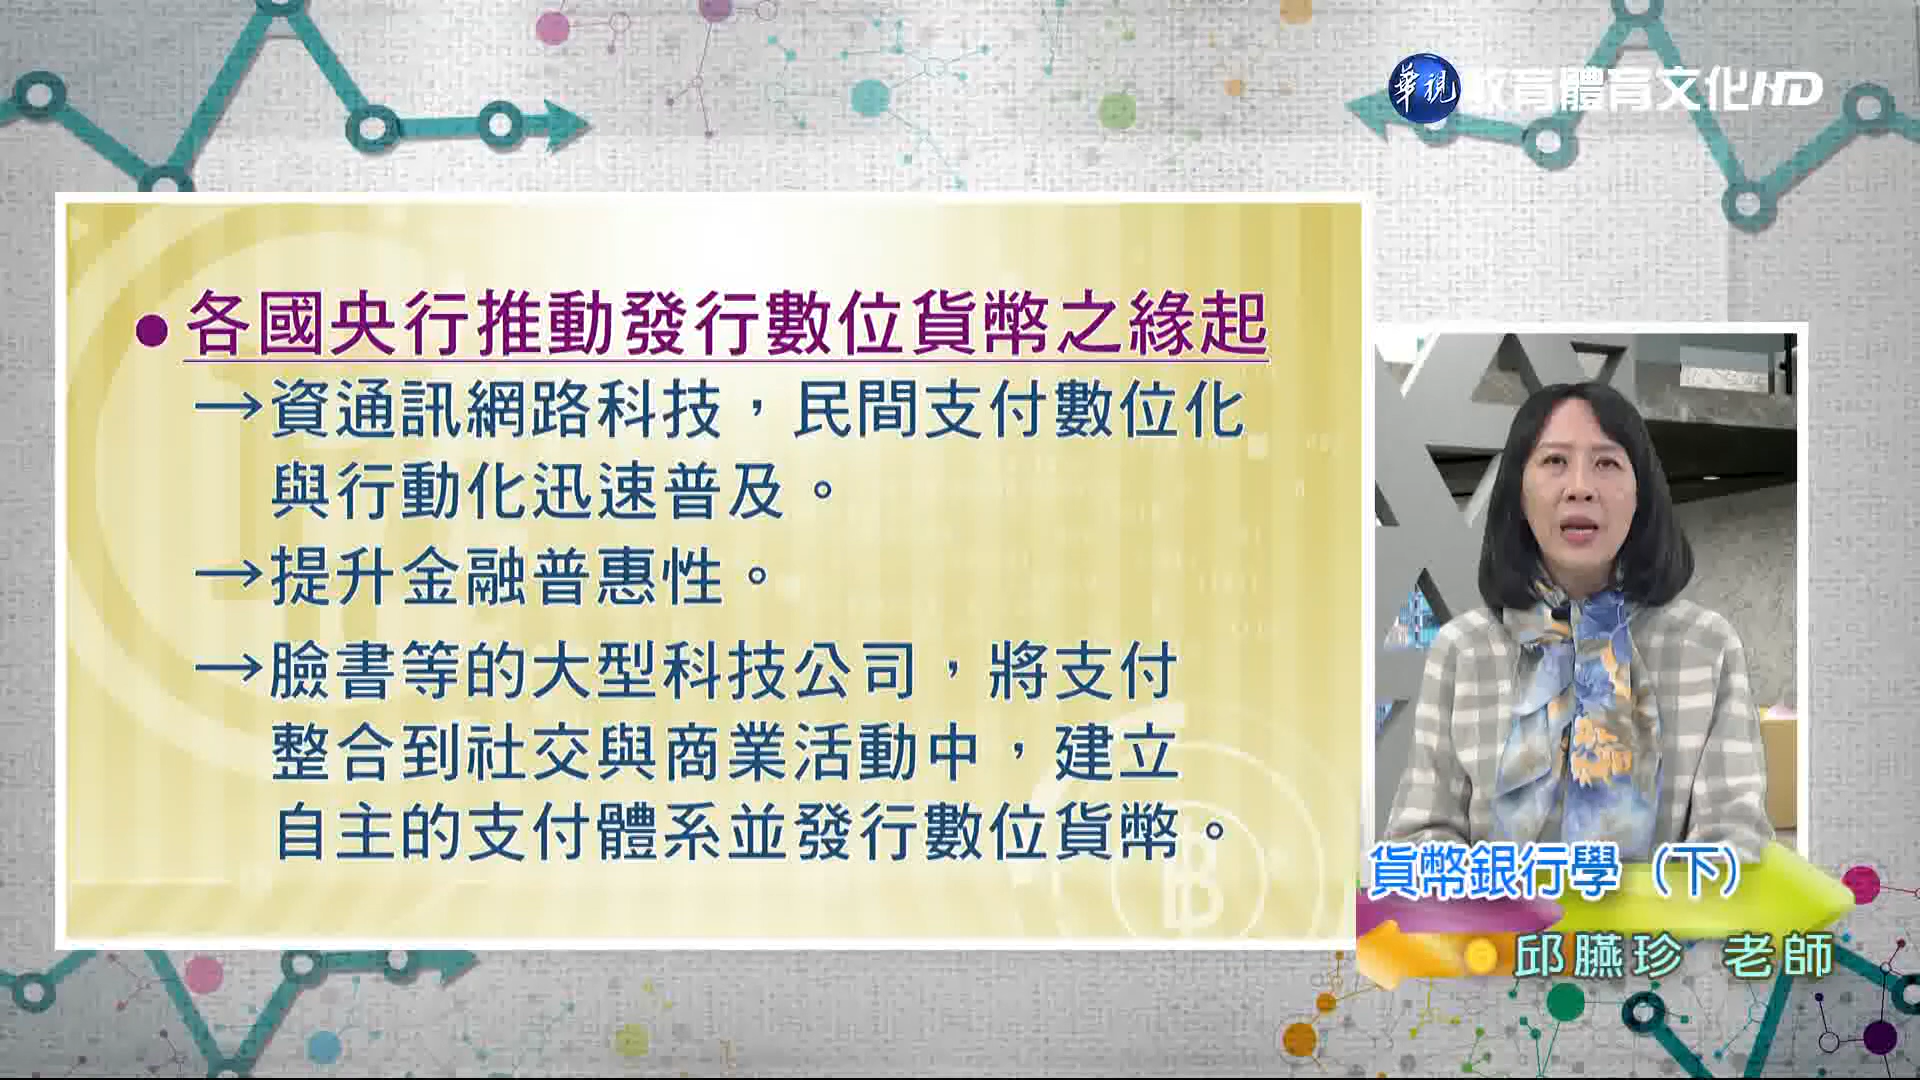 華視 教育體育文化HD
●各國央行推動發行數位貨幣之緣起
→資通訊網路科技，民間支付數位化
與行動化迅速普及。
→提升金融普惠性。
→臉書等的大型科技公司，將支付
整合到社交與商業活動中，建立
自主的支付體系並發行數位貨幣。
貨幣銀行學（下）
邱臙珍 老師